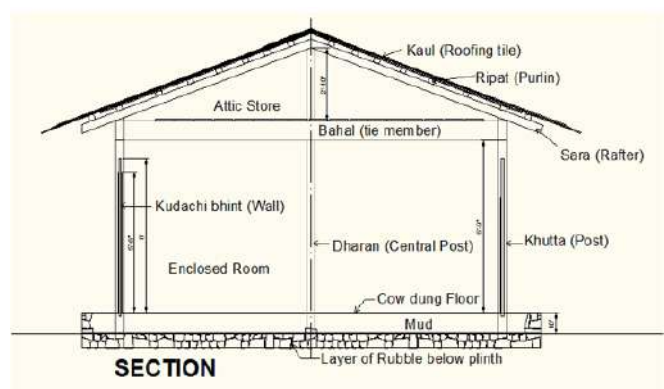 Kaul (Roofing tile)
Ripat (Purlin)
Attic Store
Bahal (tie member)
Sara (Rafter)
Kudachi bhint (Wall)
Dharan (Central Post)
Khutta (Post)
Enclosed Room
Cow dung Floor
Mud
Layer of Rubble below plinth
SECTION